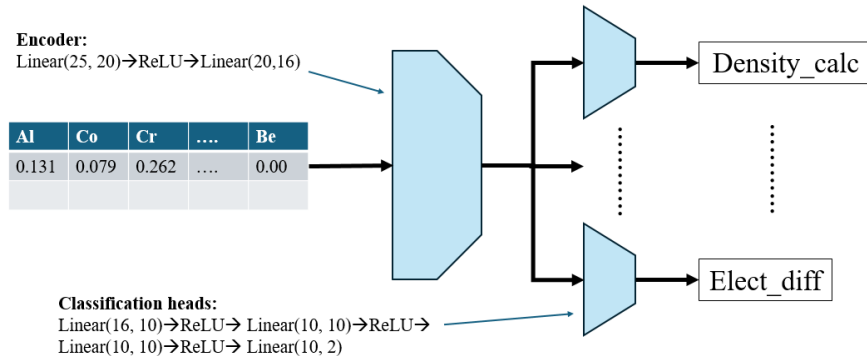 Encoder:
Linear(25, 20)→ReLU→Linear(20,16)
Density_calc
Al Co Cr …. Be
0.131 0.079 0.262 …. 0.00
Elect_diff
Classification heads:
Linear(16, 10)→ReLU→ Linear(10, 10)→ReLU→
Linear(10, 10)→ReLU→ Linear(10, 2)